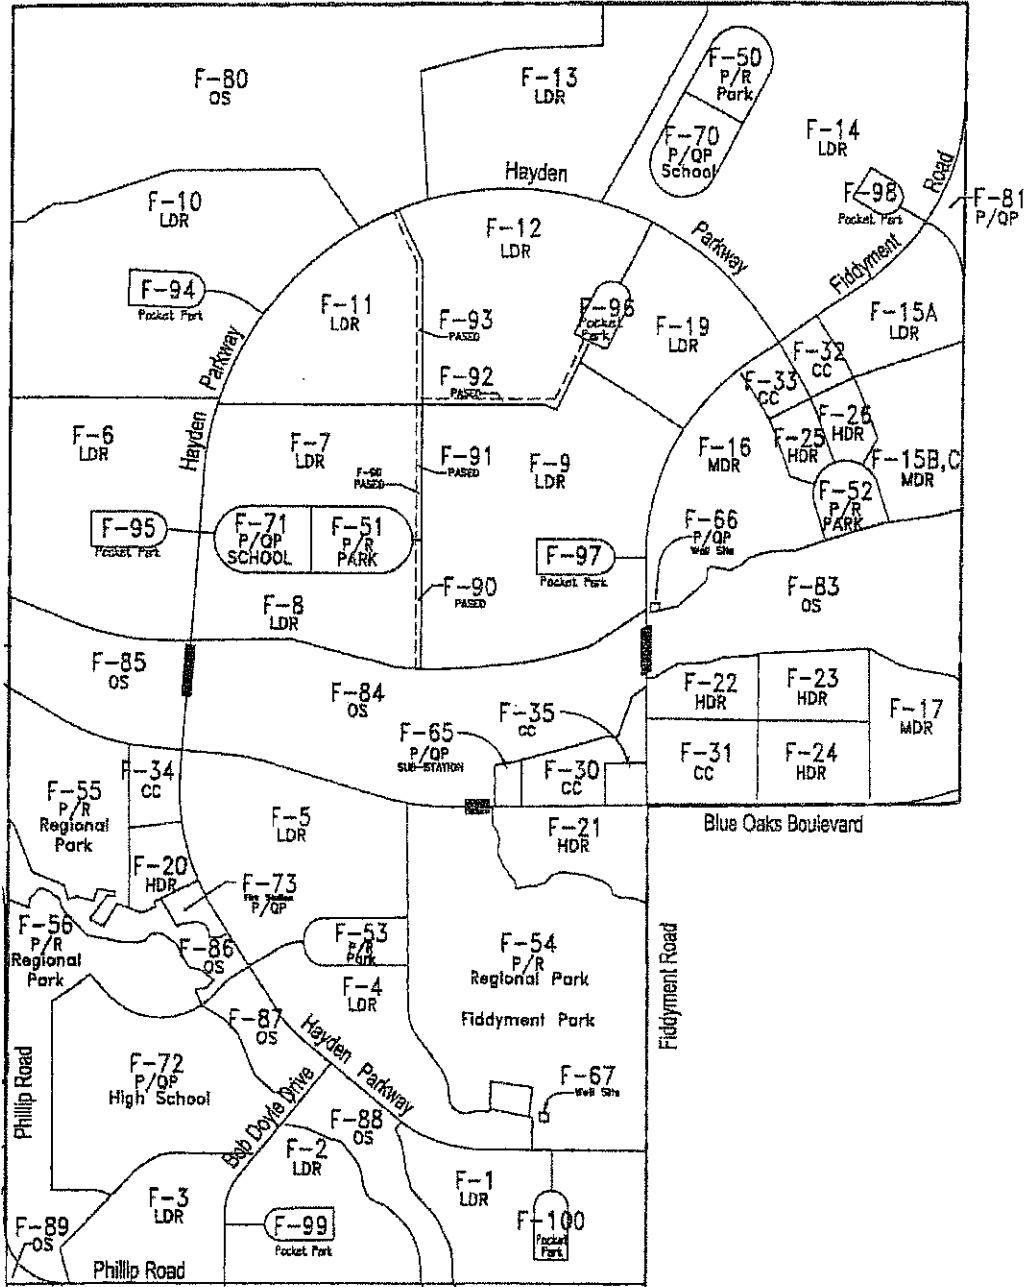 F-80
OS
F-13
LDR
F-50
P/R
Park
F-70
P/QP
School
F-14
LDR
Hayden
F-10
LDR
F-98
Pocket Park
Road
F-81
P/QP
F-12
LDR
Parkway
Fiddyment
F-94
Pocket Park
F-11
LDR
F-93
PASEO
F-96
Pocket
Park
F-19
LDR
F-15A
LDR
F-32
CC
F-33
CC
Parkway
F-92
PASEO
F-26
HDR
F-25
HDR
F-6
LDR
Hayden
F-7
LDR
F-90
PASEO
F-91
PASEO
F-9
LDR
F-16
MDR
F-15B,C
MDR
F-52
P/R
PARK
F-95
Pocket Park
F-71
P/QP
SCHOOL
F-51
P/R
PARK
F-66
P/QP
Well Site
F-97
Pocket Park
F-90
PASEO
F-83
OS
F-8
LDR
F-85
OS
F-84
OS
F-22
HDR
F-23
HDR
F-17
MDR
F-35
CC
F-65
P/QP
SUB-STATION
F-34
CC
F-30
CC
F-31
CC
F-24
HDR
F-55
P/R
Regional
Park
F-5
LDR
F-21
HDR
Blue Oaks Boulevard
F-20
HDR
F-73
Fire Station
P/QP
F-56
P/R
Regional
Park
F-86
OS
F-53
P/R
Park
F-54
P/R
Regional Park
Fiddyment Park
Fiddyment Road
F-4
LDR
F-87
OS
Hayden Parkway
F-72
P/QP
High School
Phillip Road
F-67
Well Site
Bob Doyle Drive
F-88
OS
F-2
LDR
F-1
LDR
F-3
LDR
F-89
OS
F-99
Pocket Park
F-100
Pocket
Park
Phillip Road